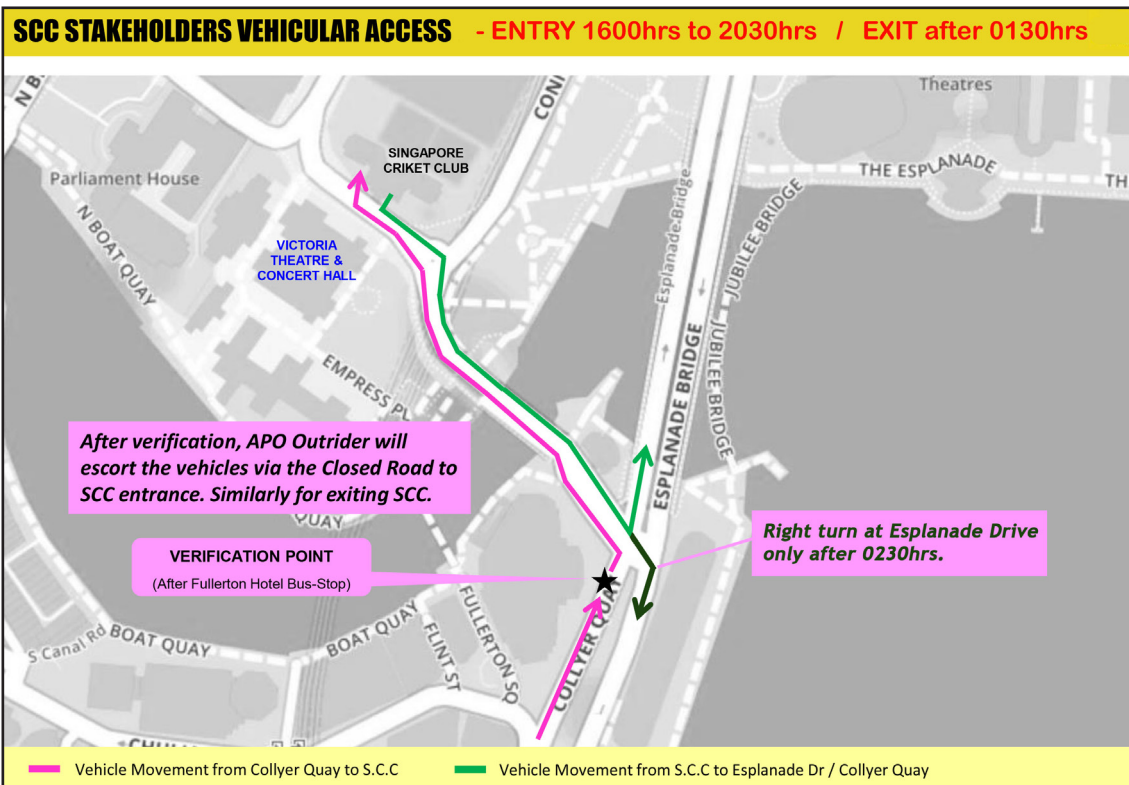 SCC STAKEHOLDERS VEHICULAR ACCESS - ENTRY 1600hrs to 2030hrs / EXIT after 0130hrs
N B
CON
Theatres
SINGAPORE
CRIKET CLUB
Parliament House
THE ESPLANADE
TH
N BOAT QUAY
VICTORIA
THEATRE &
CONCERT HALL
Esplanade Bridge
JUBILEE BRIDGE
ESPLANADE BRIDGE
JUBILEE BRIDGE
EMPRESS PL
After verification, APO Outrider will
escort the vehicles via the Closed Road to
SCC entrance. Similarly for exiting SCC.
QUAY
Right turn at Esplanade Drive
only after 0230hrs.
VERIFICATION POINT
(After Fullerton Hotel Bus-Stop)
COLLYER QUAY
FULLERTON SQ
FLINT ST
BOAT QUAY
BOAT QUAY
S Canal Rd
Vehicle Movement from Collyer Quay to S.C.C
Vehicle Movement from S.C.C to Esplanade Dr / Collyer Quay